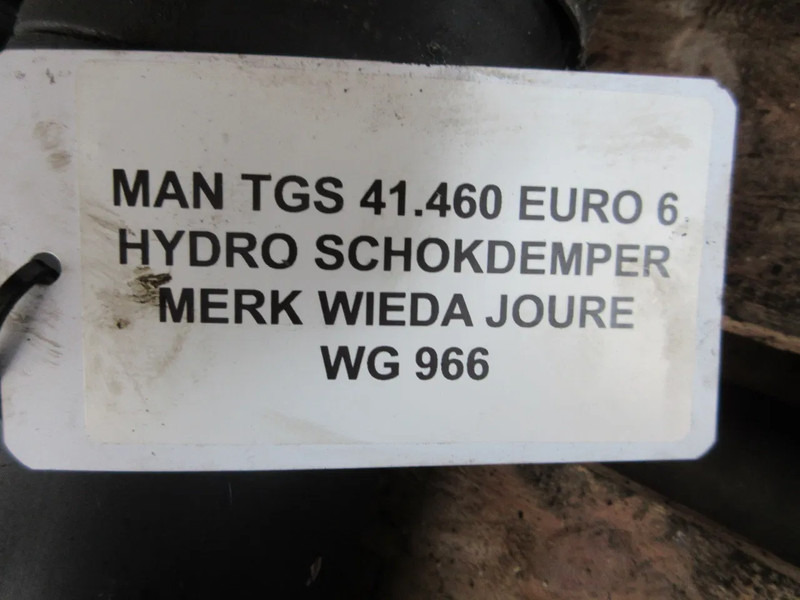 MAN TGS 41.460 EURO 6
HYDRO SCHOKDEMPER
MERK WIEDA JOURE
WG 966